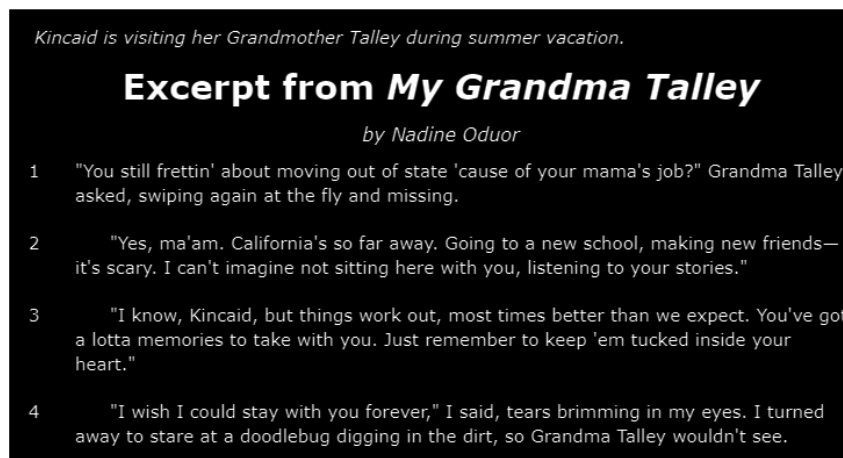 Kincaid is visiting her Grandmother Talley during summer vacation.
Excerpt from My Grandma Talley
by Nadine Oduor
1 "You still frettin' about moving out of state 'cause of your mama's job?" Grandma Talley
asked, swiping again at the fly and missing.
2 "Yes, ma'am. California's so far away. Going to a new school, making new friends—
it's scary. I can't imagine not sitting here with you, listening to your stories."
3 "I know, Kincaid, but things work out, most times better than we expect. You've got
a lotta memories to take with you. Just remember to keep 'em tucked inside your
heart."
4 "I wish I could stay with you forever," I said, tears brimming in my eyes. I turned
away to stare at a doodlebug digging in the dirt, so Grandma Talley wouldn't see.